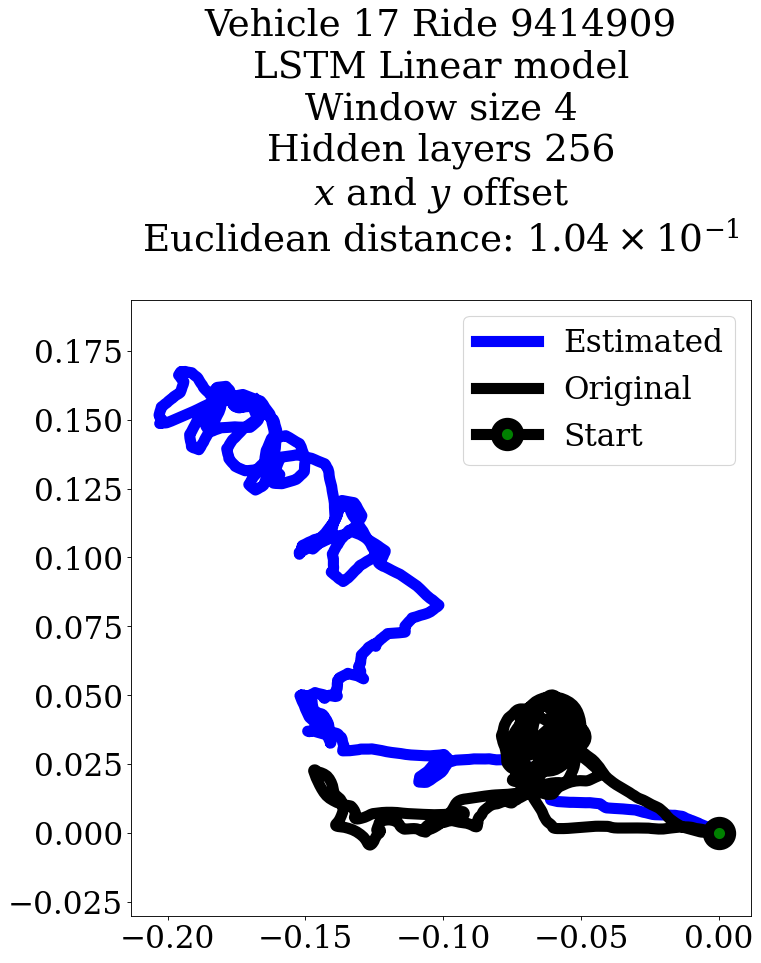 Vehicle 17 Ride 9414909
LSTM Linear model
Window size 4
Hidden layers 256
x and y offset
Euclidean distance: 1.04 × 10⁻¹
Estimated
Original
Start
0.175
0.150
0.125
0.100
0.075
0.050
0.025
0.000
−0.025
−0.20 −0.15 −0.10 −0.05 0.00